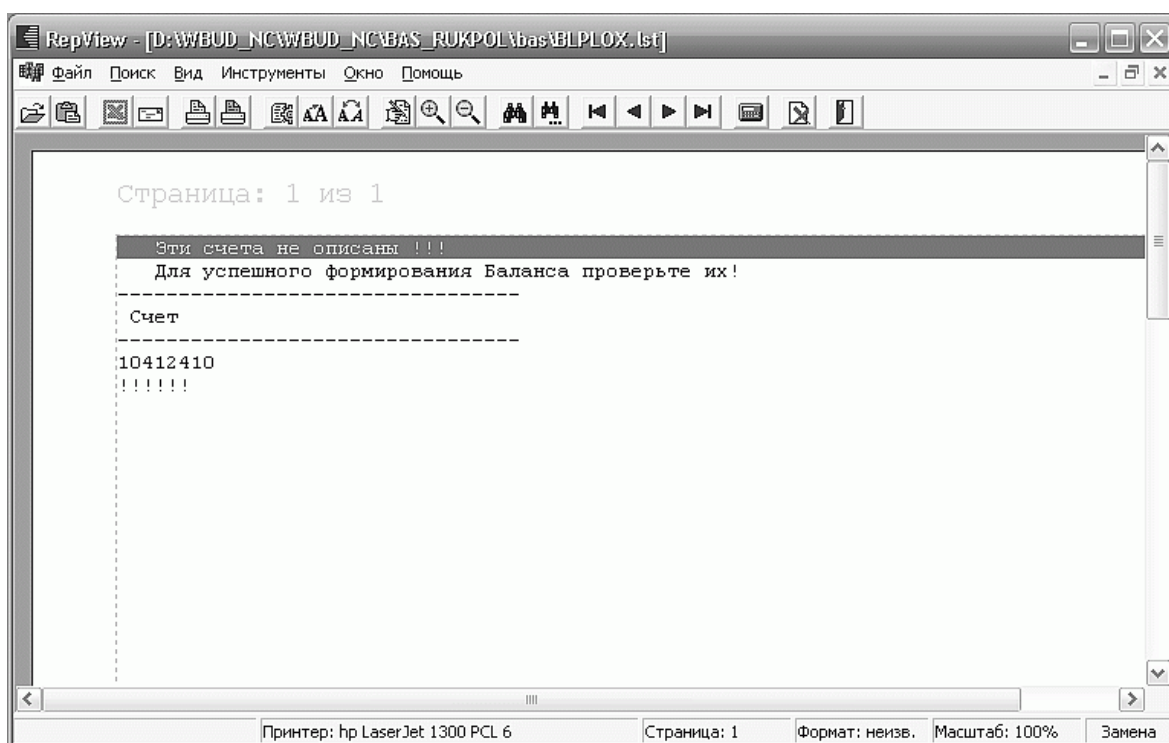 RepView - [D:\WBUD_NC\WBUD_NC\BAS_RUKPOL\bas\BLPLOX.lst]
Файл Поиск Вид Инструменты Окно Помощь
Страница: 1 из 1
Эти счета не описаны !!!
Для успешного формирования Баланса проверьте их!
----------------------------------
Счет
----------------------------------
10412410
!!!!!!
Принтер: hp LaserJet 1300 PCL 6 Страница: 1 Формат: неизв. Масштаб: 100% Замена